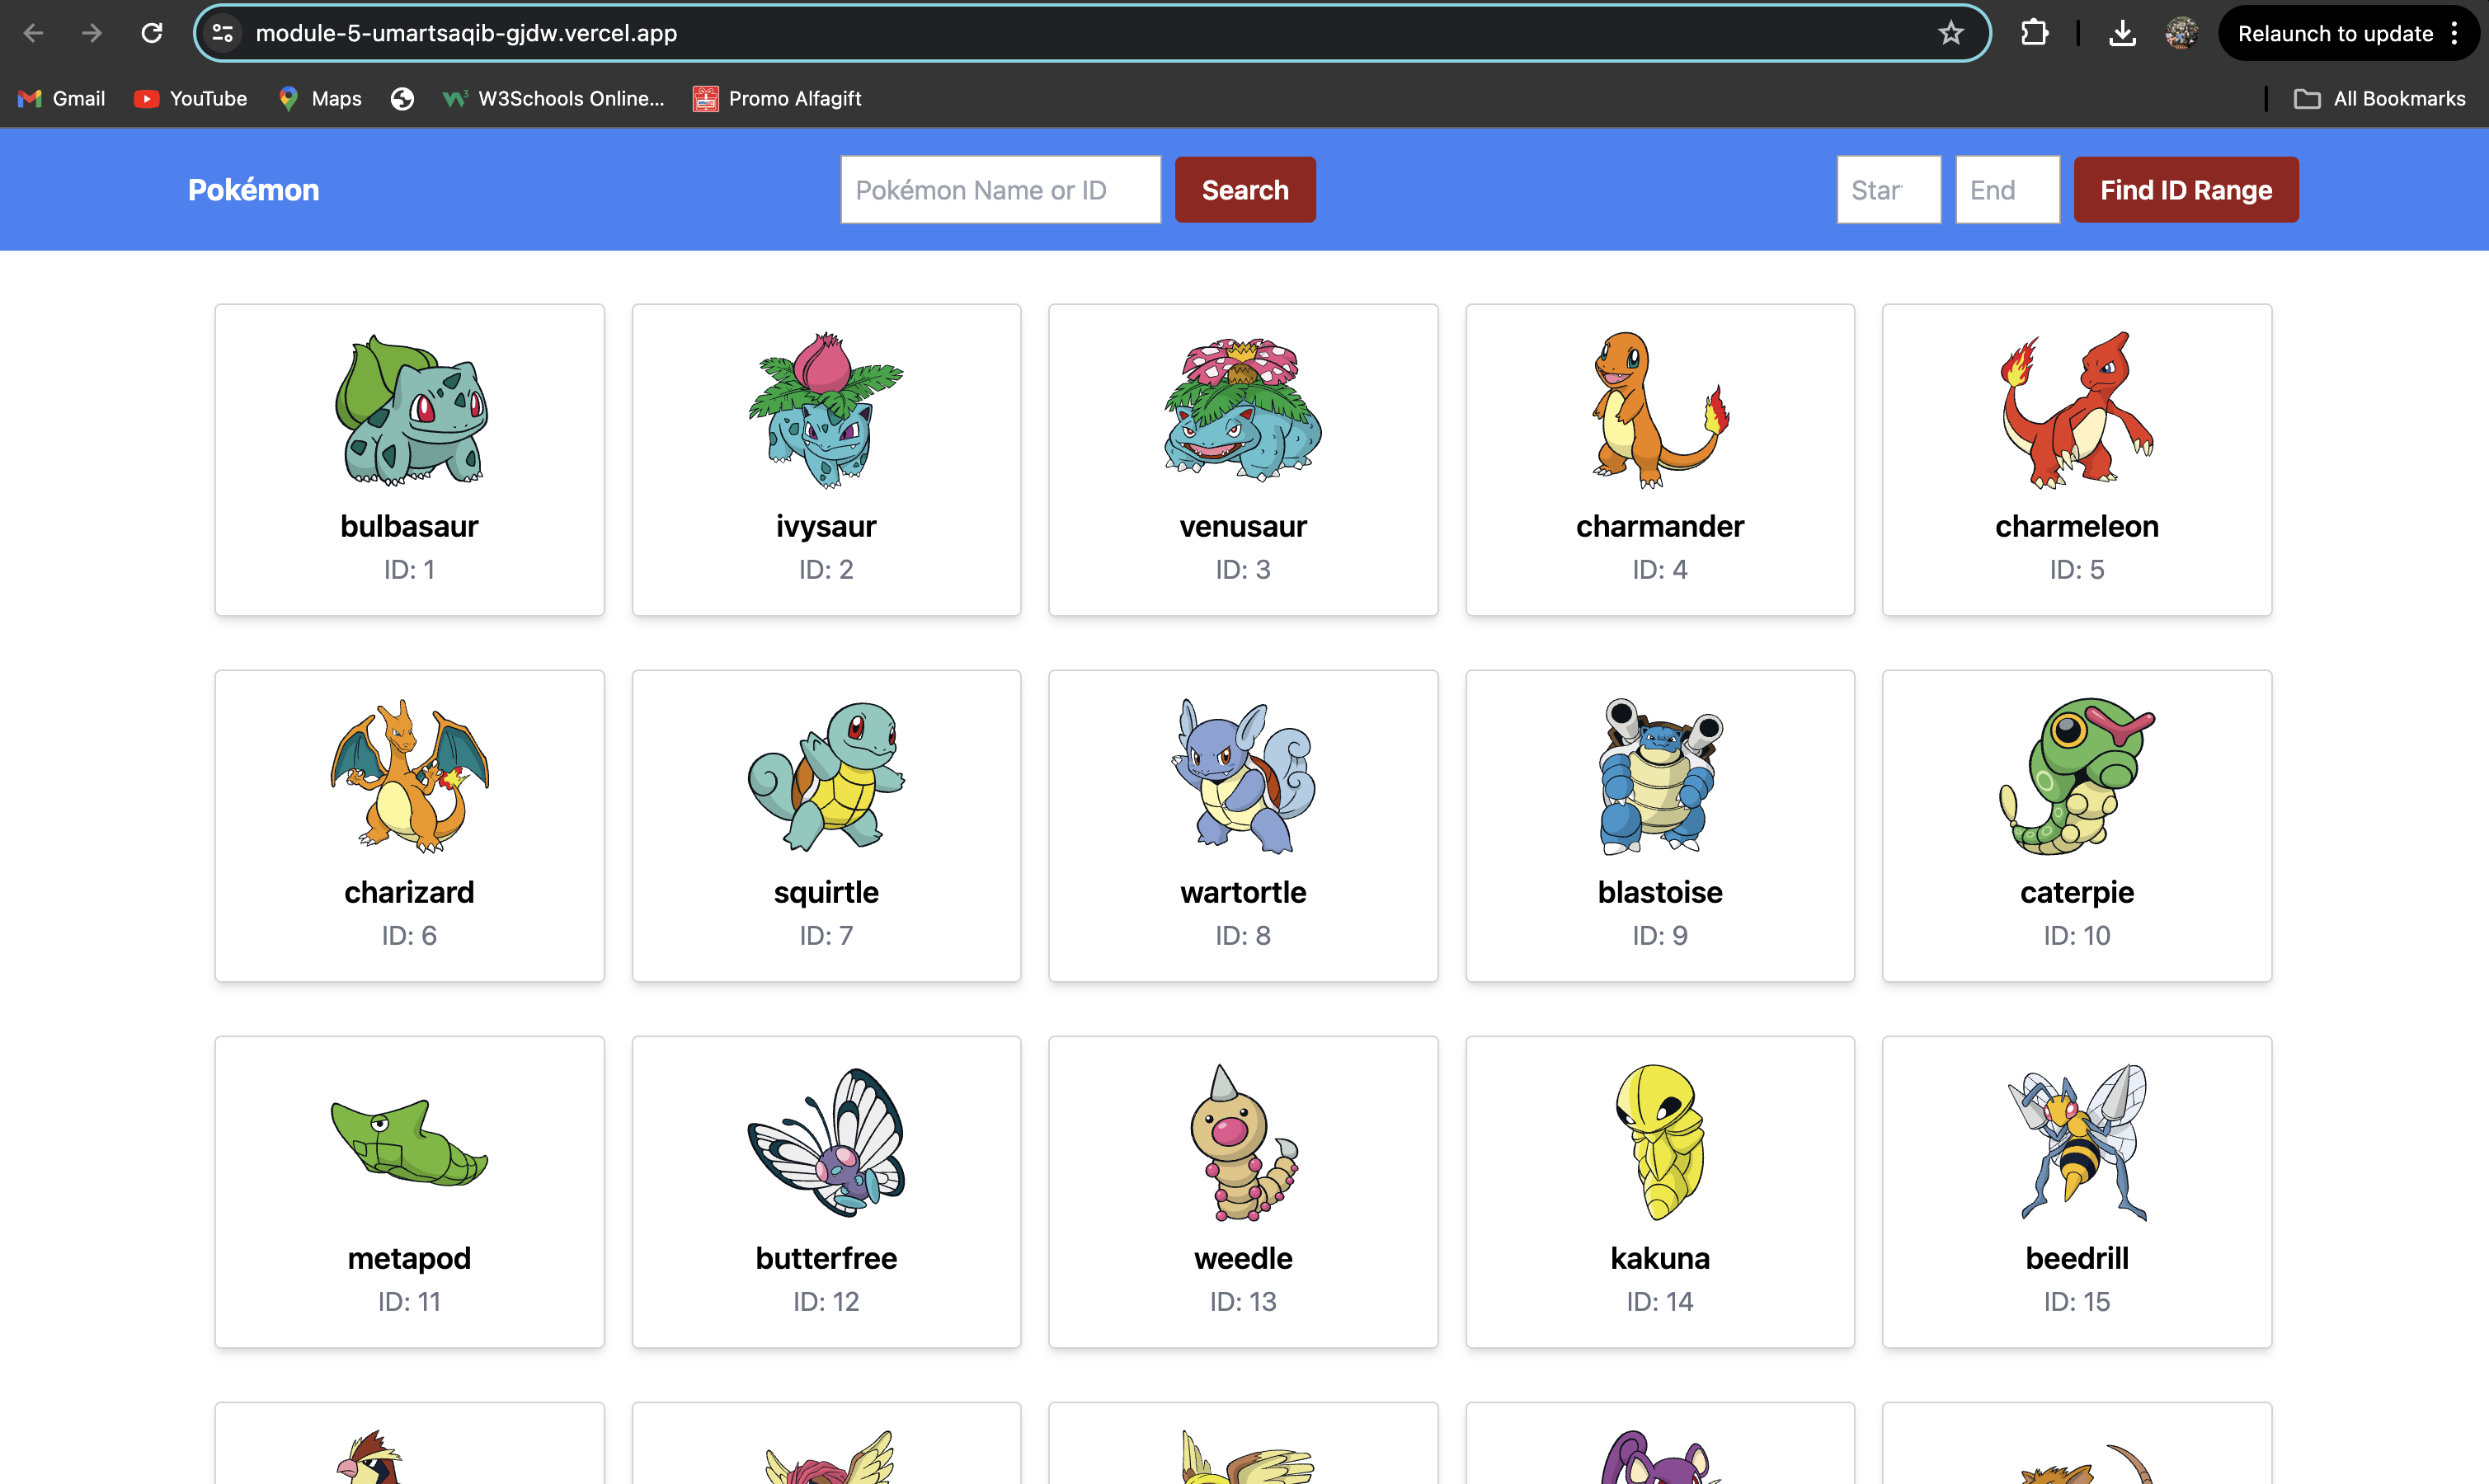 module-5-umartsaqib-gjdw.vercel.app
Relaunch to update
Gmail
YouTube
Maps
W3Schools Online...
Promo Alfagift
All Bookmarks
Pokémon
Pokémon Name or ID
Search
Star
End
Find ID Range
bulbasaur
ID: 1
ivysaur
ID: 2
venusaur
ID: 3
charmander
ID: 4
charmeleon
ID: 5
charizard
ID: 6
squirtle
ID: 7
wartortle
ID: 8
blastoise
ID: 9
caterpie
ID: 10
metapod
ID: 11
butterfree
ID: 12
weedle
ID: 13
kakuna
ID: 14
beedrill
ID: 15